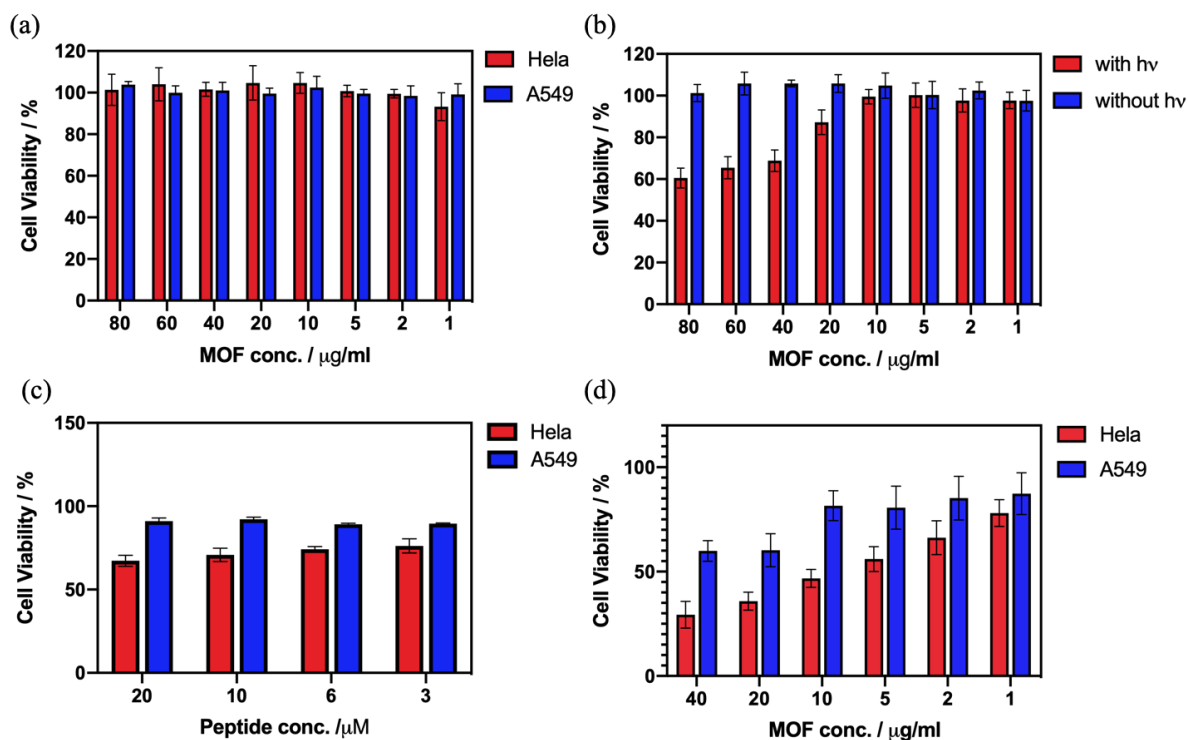 (a)
120
100
80
60
40
20
0
Cell Viability / %
80 60 40 20 10 5 2 1
MOF conc. / μg/ml
Hela
A549
(b)
120
100
80
60
40
20
0
Cell Viability / %
80 60 40 20 10 5 2 1
MOF conc. / μg/ml
with hν
without hν
(c)
150
100
50
0
Cell Viability / %
20 10 6 3
Peptide conc. /μM
Hela
A549
(d)
100
50
0
Cell Viability / %
40 20 10 5 2 1
MOF conc. / μg/ml
Hela
A549